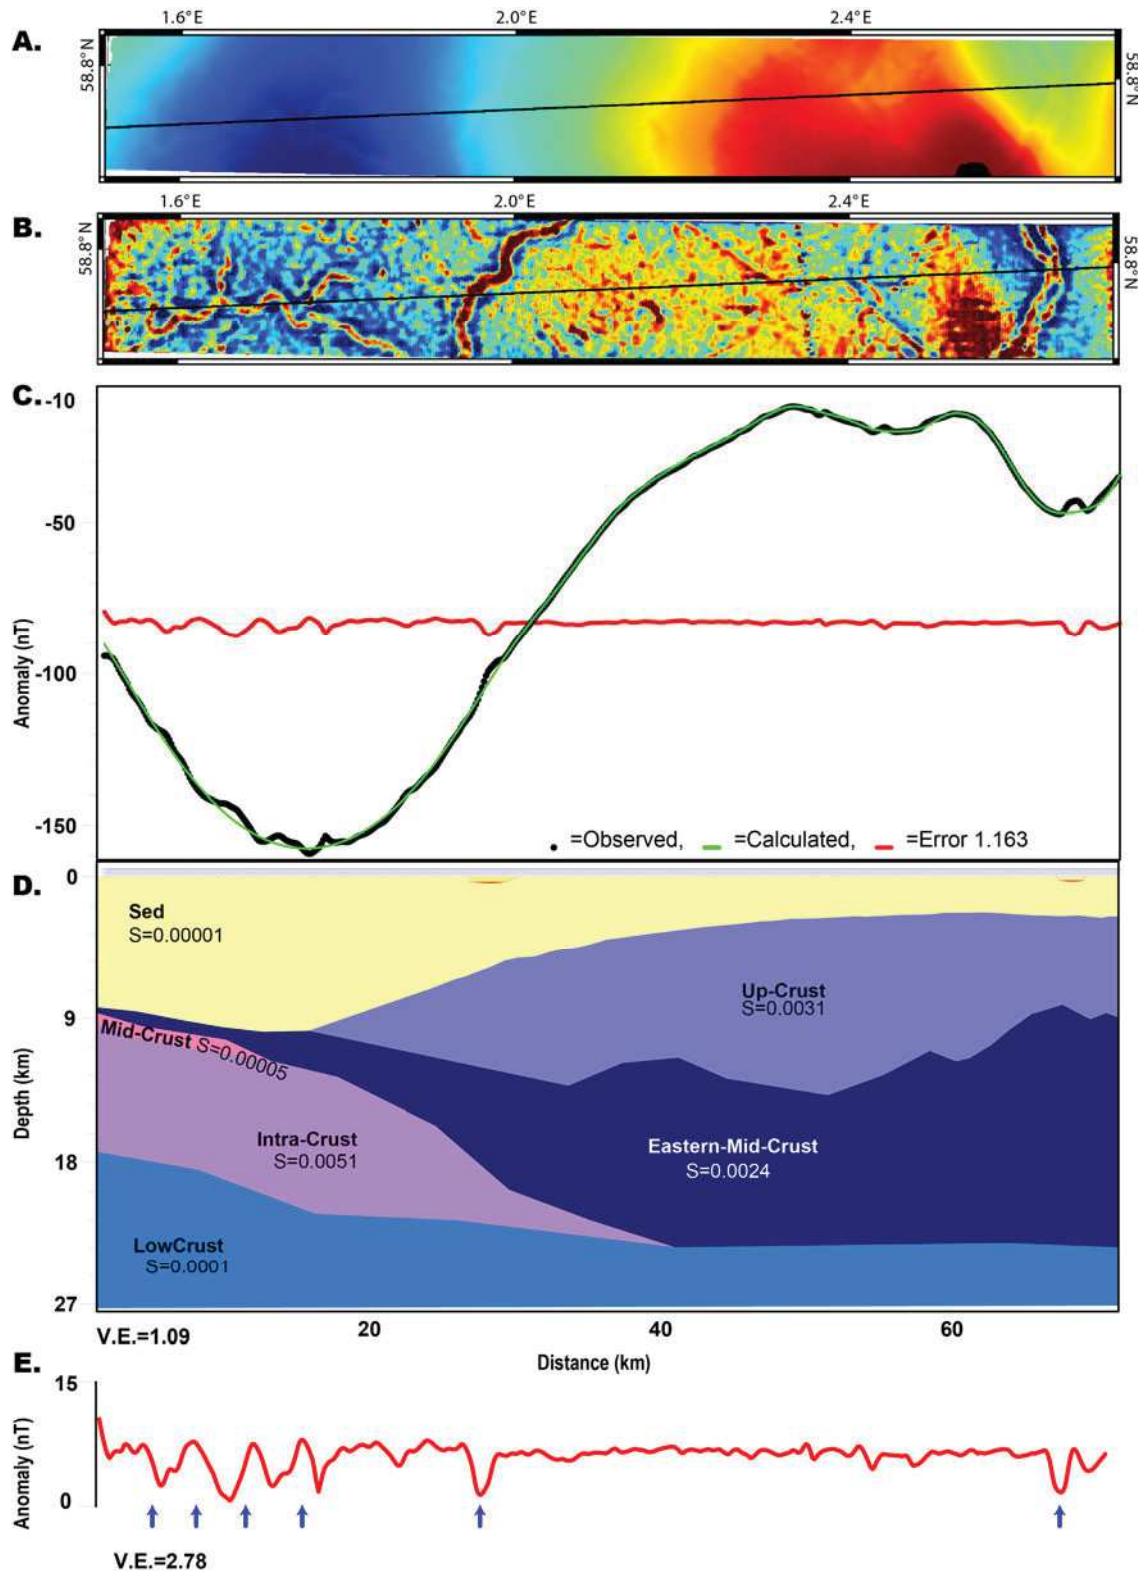 A.
1.6°E 2.0°E 2.4°E
58.8°N 58.8°N
B.
1.6°E 2.0°E 2.4°E
58.8°N 58.8°N
C.
-10
-50
-100
-150
Anomaly (nT)
=Observed, =Calculated, =Error 1.163
D.
0
9
18
27
Depth (km)
Sed
S=0.00001
Up-Crust
S=0.0031
Mid-Crust S=0.00005
Intra-Crust
S=0.0051
Eastern-Mid-Crust
S=0.0024
LowCrust
S=0.0001
V.E.=1.09
20 40 60
Distance (km)
E.
15
0
Anomaly (nT)
V.E.=2.78